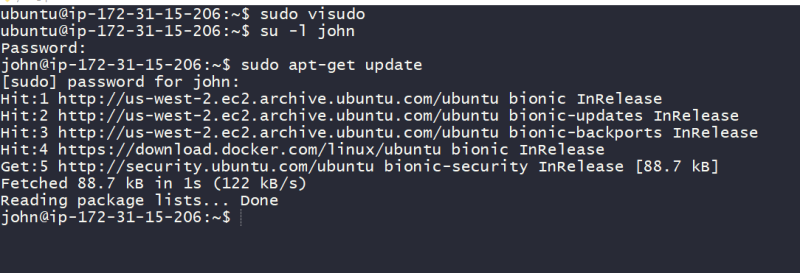 ubuntu@ip-172-31-15-206:~$ sudo visudo
ubuntu@ip-172-31-15-206:~$ su -l john
Password:
john@ip-172-31-15-206:~$ sudo apt-get update
[sudo] password for john:
Hit:1 http://us-west-2.ec2.archive.ubuntu.com/ubuntu bionic InRelease
Hit:2 http://us-west-2.ec2.archive.ubuntu.com/ubuntu bionic-updates InRelease
Hit:3 http://us-west-2.ec2.archive.ubuntu.com/ubuntu bionic-backports InRelease
Hit:4 https://download.docker.com/linux/ubuntu bionic InRelease
Get:5 http://security.ubuntu.com/ubuntu bionic-security InRelease [88.7 kB]
Fetched 88.7 kB in 1s (122 kB/s)
Reading package lists... Done
john@ip-172-31-15-206:~$